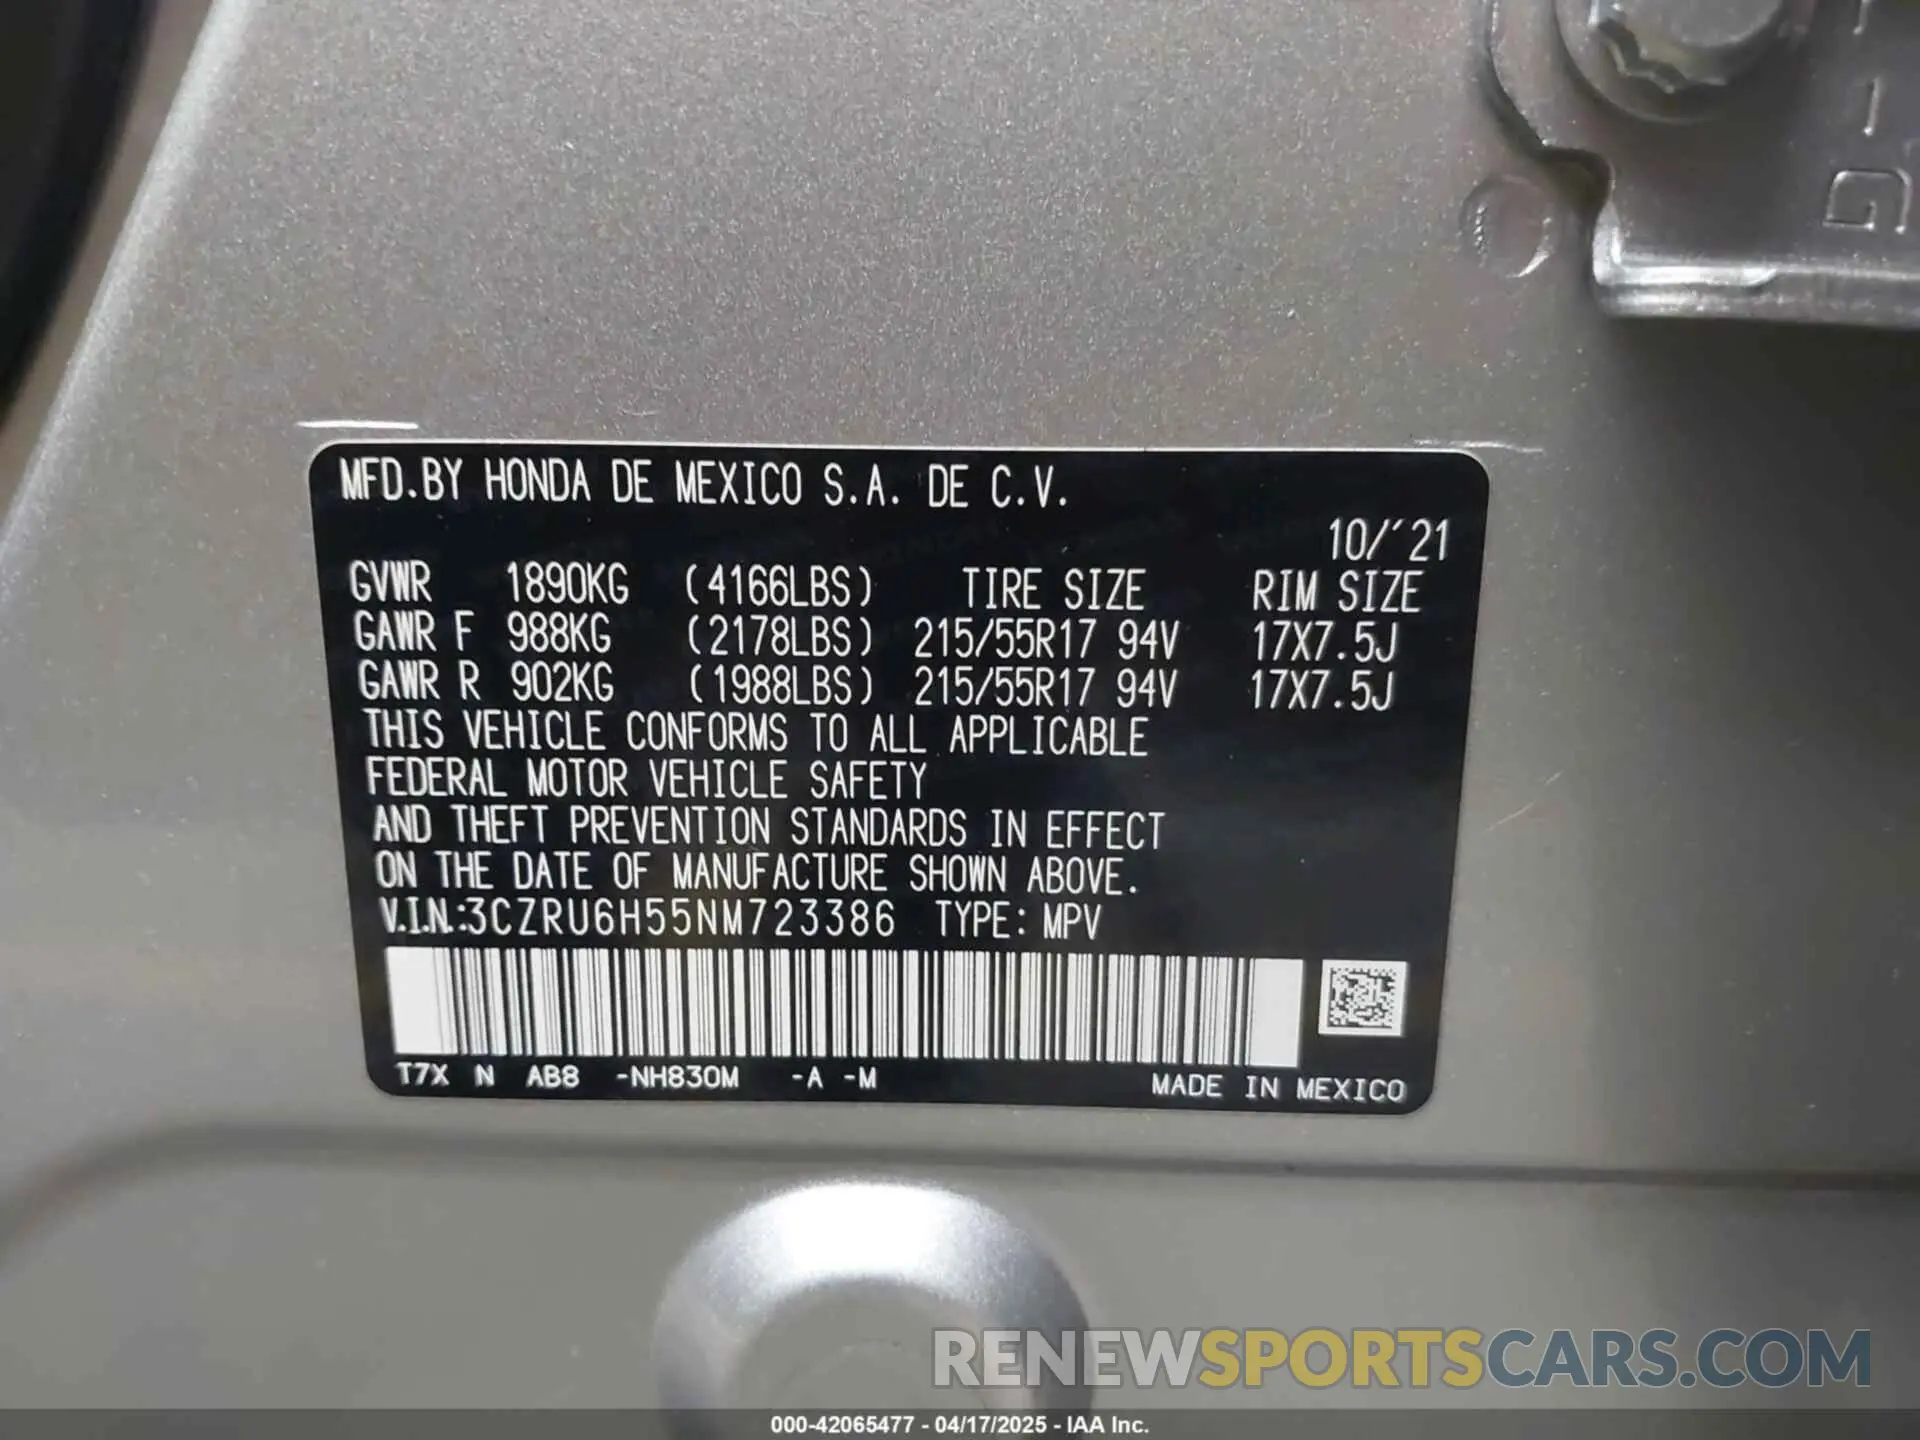 MFD.BY HONDA DE MEXICO S.A. DE C.V.
10/´21
GVWR 1890KG (4166LBS) TIRE SIZE RIM SIZE
GAWR F 988KG (2178LBS) 215/55R17 94V 17X7.5J
GAWR R 902KG (1988LBS) 215/55R17 94V 17X7.5J
THIS VEHICLE CONFORMS TO ALL APPLICABLE
FEDERAL MOTOR VEHICLE SAFETY
AND THEFT PREVENTION STANDARDS IN EFFECT
ON THE DATE OF MANUFACTURE SHOWN ABOVE.
V.I.N.:3CZRU6H55NM723386 TYPE: MPV
T7X N AB8 -NH830M -A -M MADE IN MEXICO
RENEWSPORTSCARS.COM
000-42065477 - 04/17/2025 - IAA Inc.